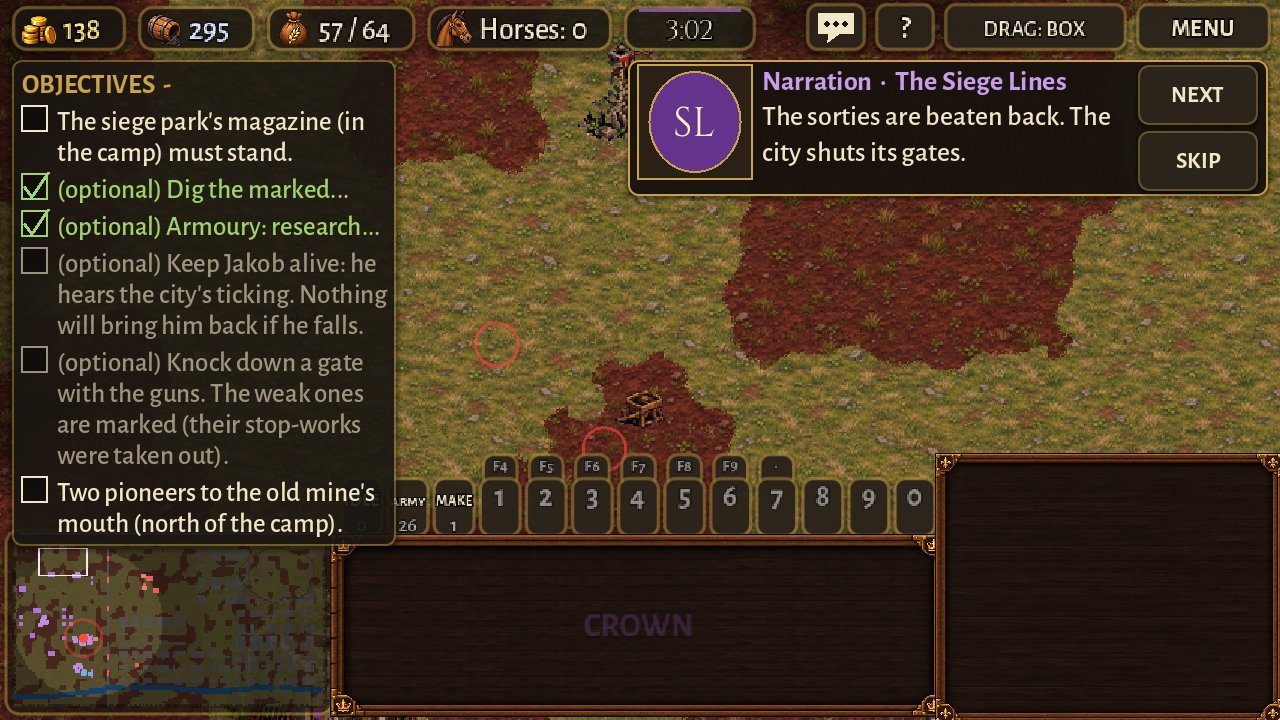 138
295
57 / 64
Horses: 0
3:02
?
DRAG: BOX
MENU
OBJECTIVES -
The siege park's magazine (in
the camp) must stand.
(optional) Dig the marked...
(optional) Armoury: research...
(optional) Keep Jakob alive: he
hears the city's ticking. Nothing
will bring him back if he falls.
(optional) Knock down a gate
with the guns. The weak ones
are marked (their stop-works
were taken out).
Two pioneers to the old mine's
mouth (north of the camp).
SL
Narration · The Siege Lines
The sorties are beaten back. The
city shuts its gates.
NEXT
SKIP
F4 F5 F6 F7 F8 F9
ARMY MAKE 1 2 3 4 5 6 7 8 9 0
0 26 1
CROWN